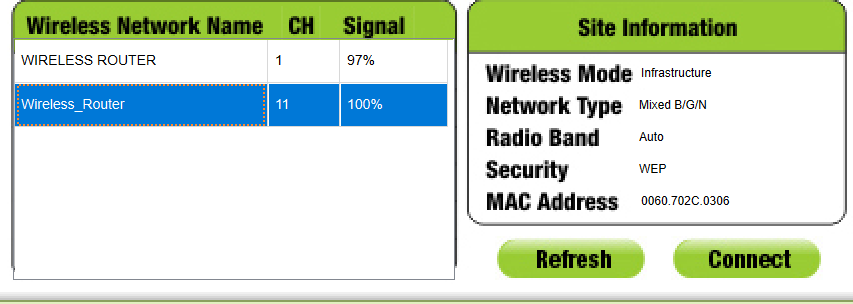 Wireless Network Name CH Signal
WIRELESS ROUTER 1 97%
Wireless_Router 11 100%
Site Information
Wireless Mode Infrastructure
Network Type Mixed B/G/N
Radio Band Auto
Security WEP
MAC Address 0060.702C.0306
Refresh Connect